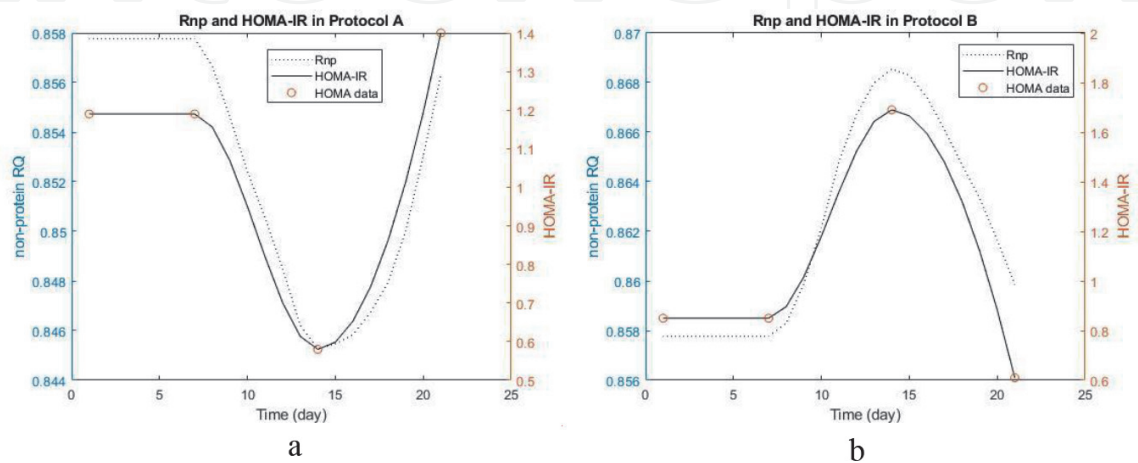 Rnp and HOMA-IR in Protocol A
0.858
0.856
0.854
0.852
0.85
0.848
0.846
0.844
non-protein RQ
Rnp
HOMA-IR
HOMA data
1.4
1.3
1.2
1.1
1
0.9
0.8
0.7
0.6
0.5
HOMA-IR
0 5 10 15 20 25
Time (day)
a
Rnp and HOMA-IR in Protocol B
0.87
0.868
0.866
0.864
0.862
0.86
0.858
0.856
non-protein RQ
Rnp
HOMA-IR
HOMA data
2
1.8
1.6
1.4
1.2
1
0.8
0.6
HOMA-IR
0 5 10 15 20 25
Time (day)
b